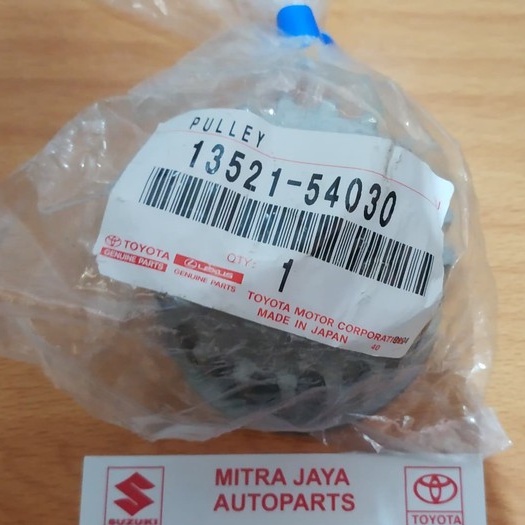 PULLEY
13521-54030
TOYOTA
GENUINE PARTS
LEXUS
GENUINE PARTS
QTY:
1
TOYOTA MOTOR CORPORATION
MADE IN JAPAN
40
MITRA JAYA
AUTOPARTS
SUZUKI
TOYOTA